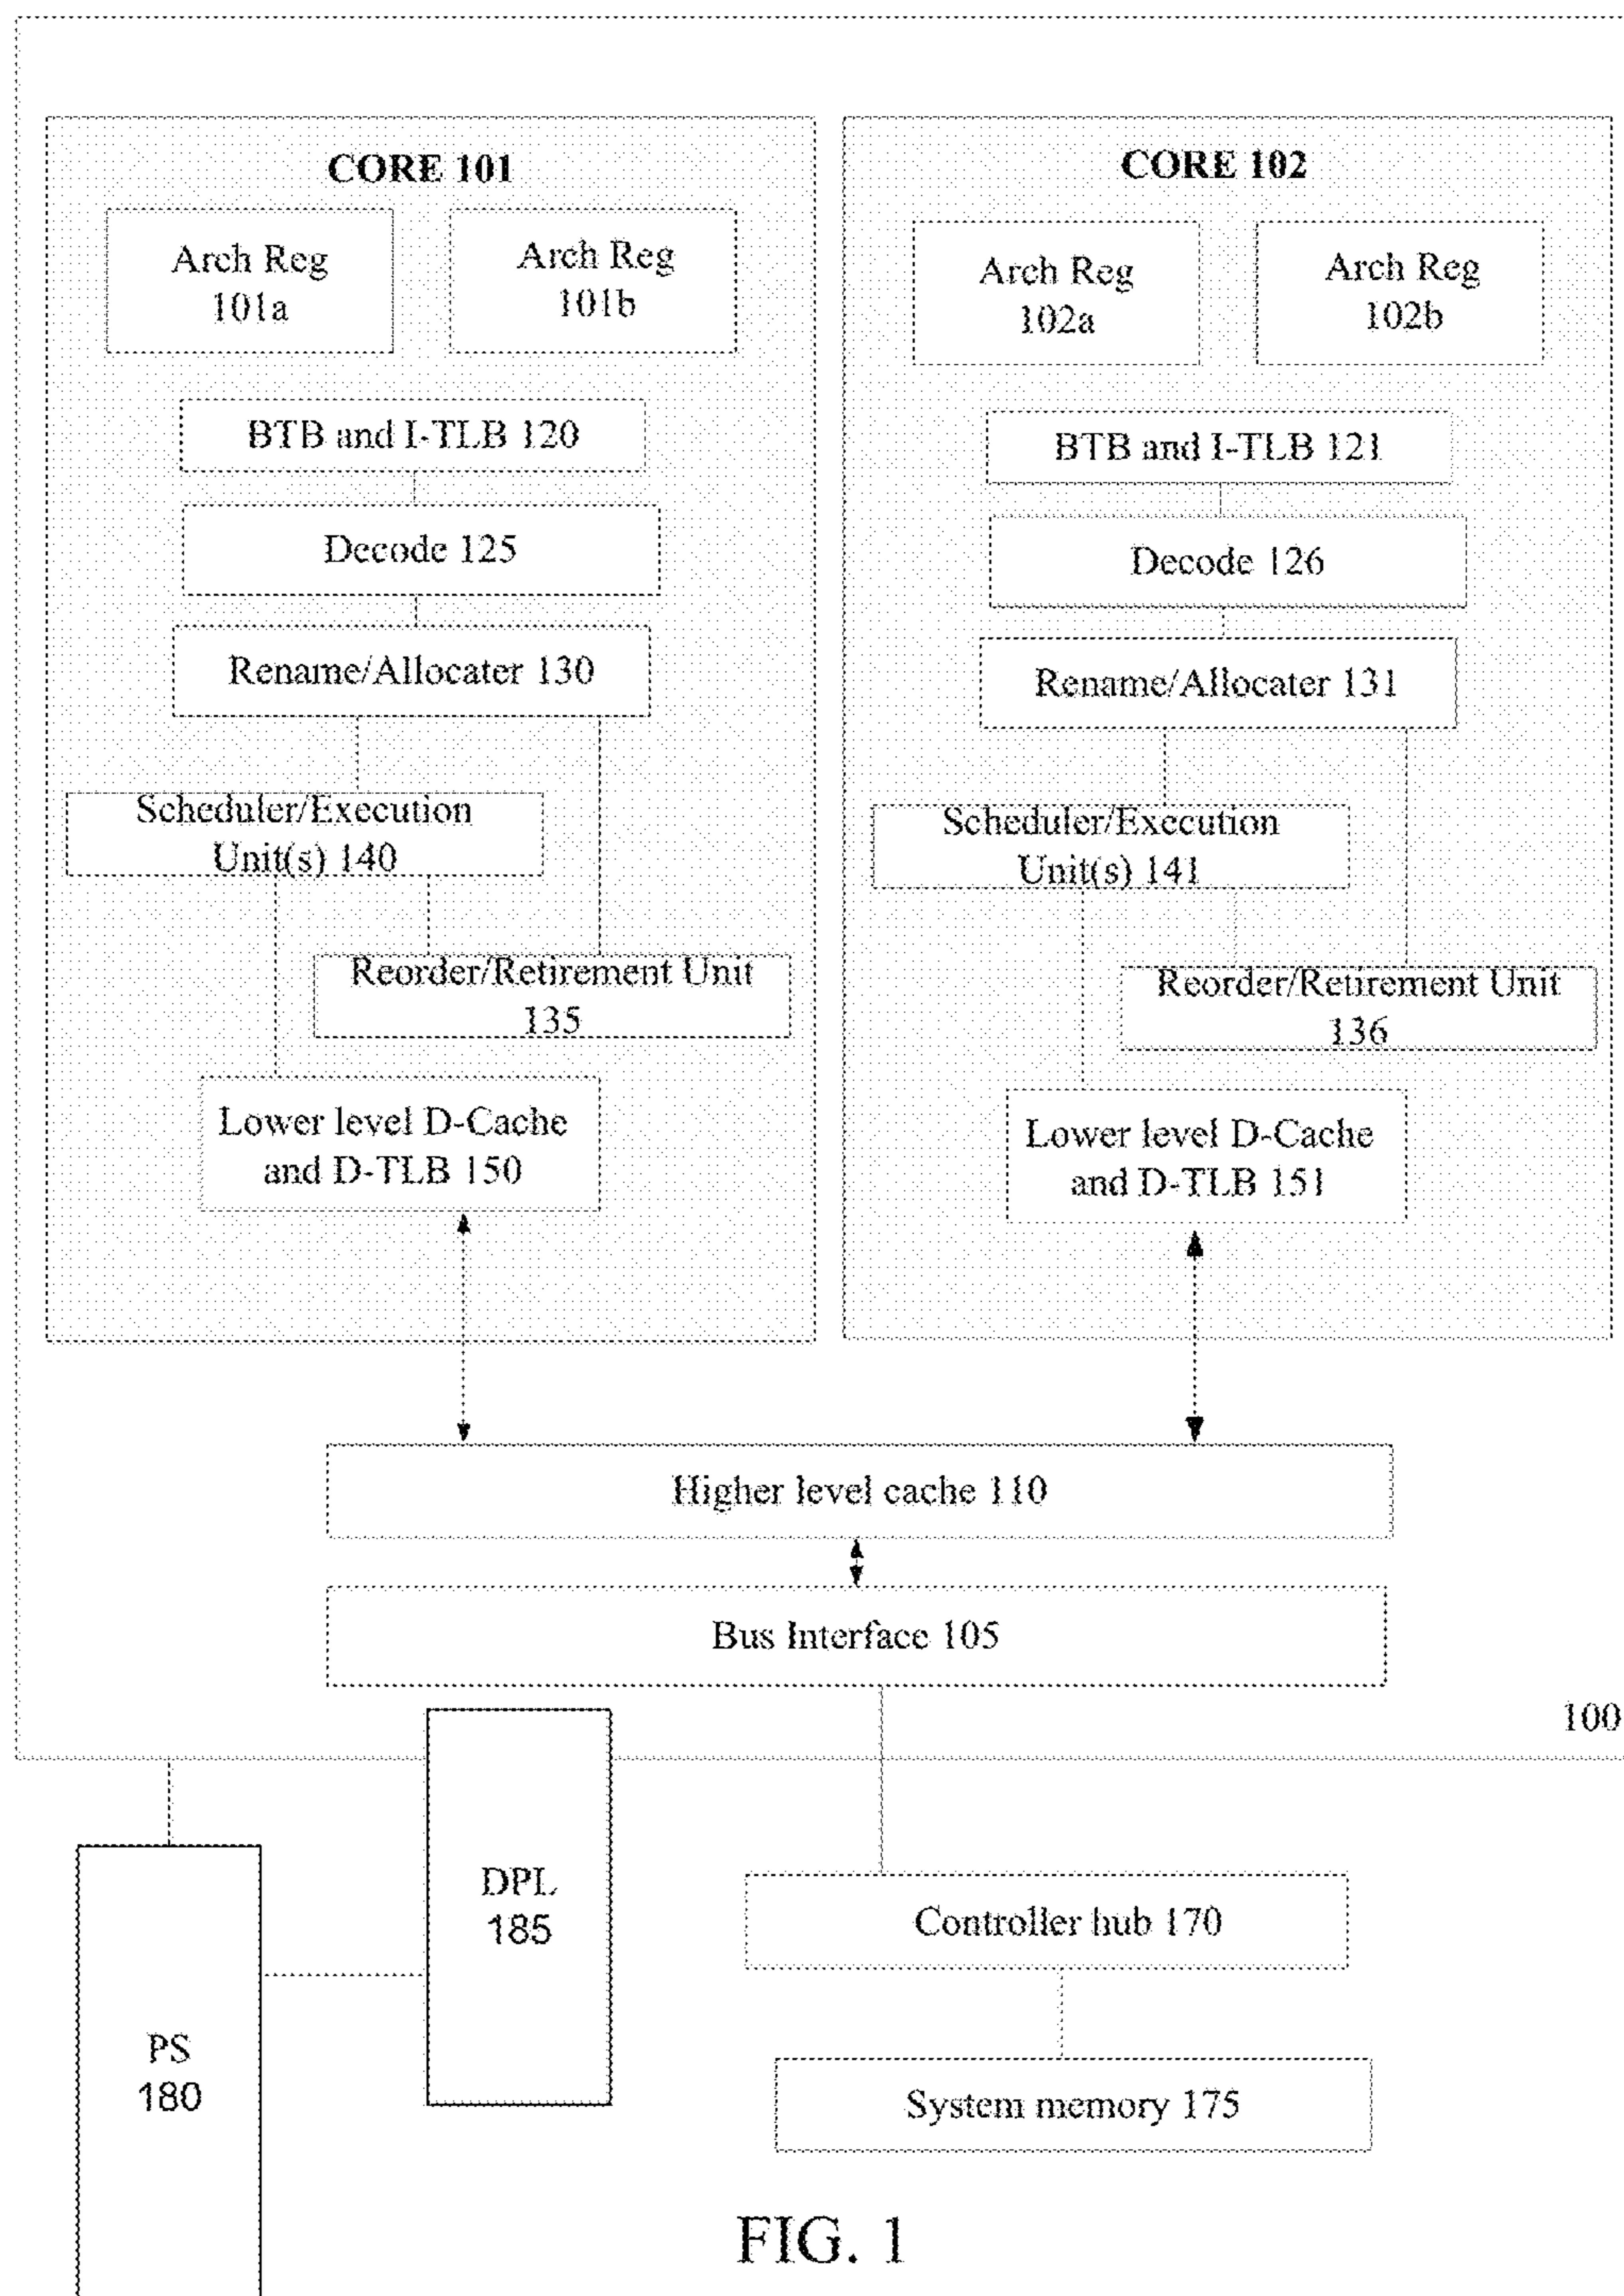 CORE 101
Arch Reg
101a
Arch Reg
101b
BTB and I-TLB 120
Decode 125
Rename/Allocater 130
Scheduler/Execution
Unit(s) 140
Reorder/Retirement Unit
135
Lower level D-Cache
and D-TLB 150
CORE 102
Arch Reg
102a
Arch Reg
102b
BTB and I-TLB 121
Decode 126
Rename/Allocater 131
Scheduler/Execution
Unit(s) 141
Reorder/Retirement Unit
136
Lower level D-Cache
and D-TLB 151
Higher level cache 110
Bus Interface 105
100
DPL
185
Controller hub 170
PS
180
System memory 175
FIG. 1